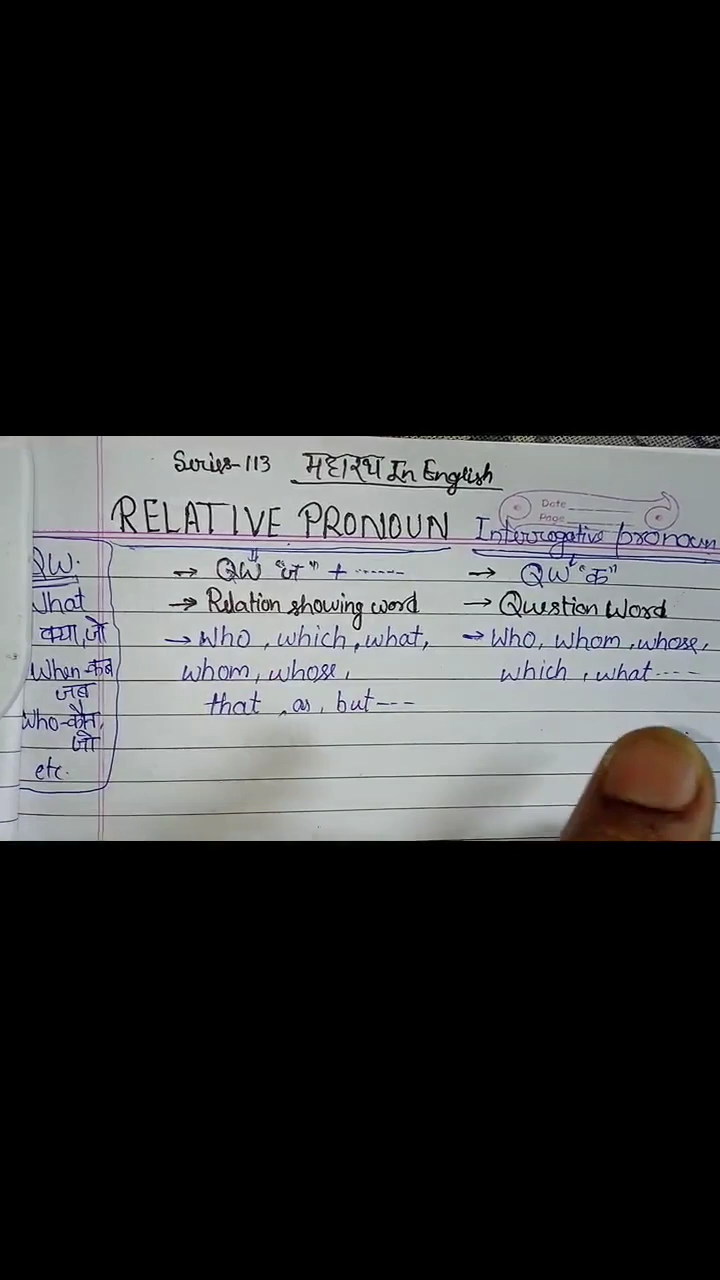 Series-113 महारथ In English
RELATIVE PRONOUN Interrogative pronoun
Date
Page
QW.
What
क्या, जो
When-कब
जब
Who-कौन,
जो
etc.
→ QW "ज" + ------
→ Relation showing word
→ Who, which, what,
whom, whose,
that, as, but---
→ QW "क"
→ Question Word
→ Who, whom, whose,
which, what----